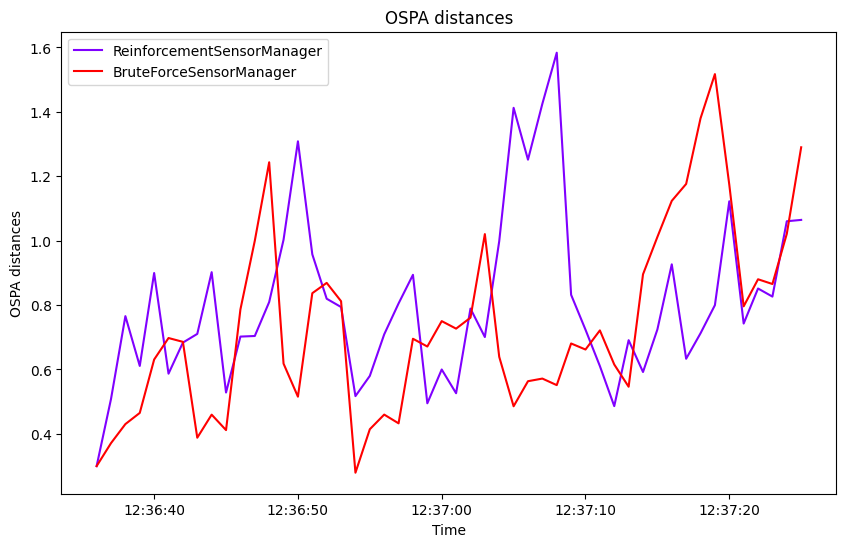 OSPA distances
ReinforcementSensorManager
BruteForceSensorManager
OSPA distances
1.6
1.4
1.2
1.0
0.8
0.6
0.4
12:36:40 12:36:50 12:37:00 12:37:10 12:37:20
Time